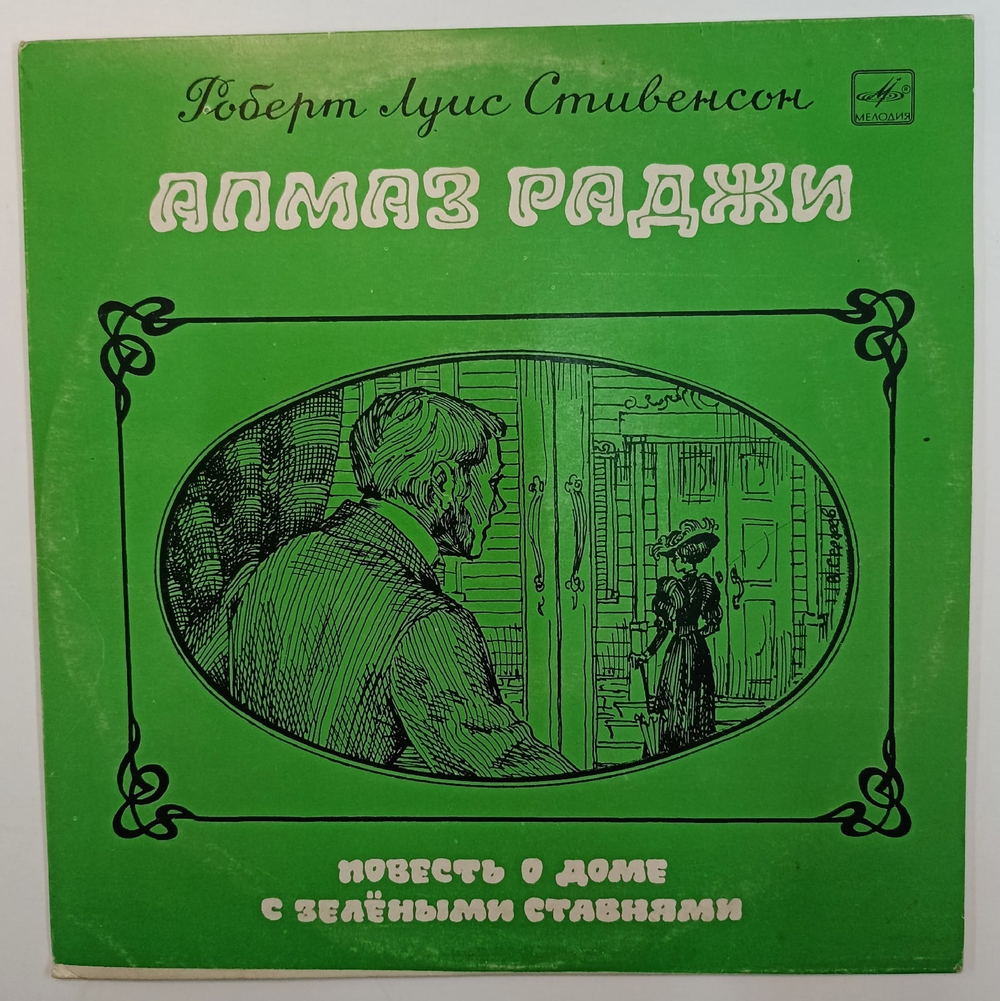 Роберт Луис Стивенсон
МЕЛОДИЯ
АЛМАЗ РАДЖИ
ПОВЕСТЬ О ДОМЕ
С ЗЕЛЁНЫМИ СТАВНЯМИ